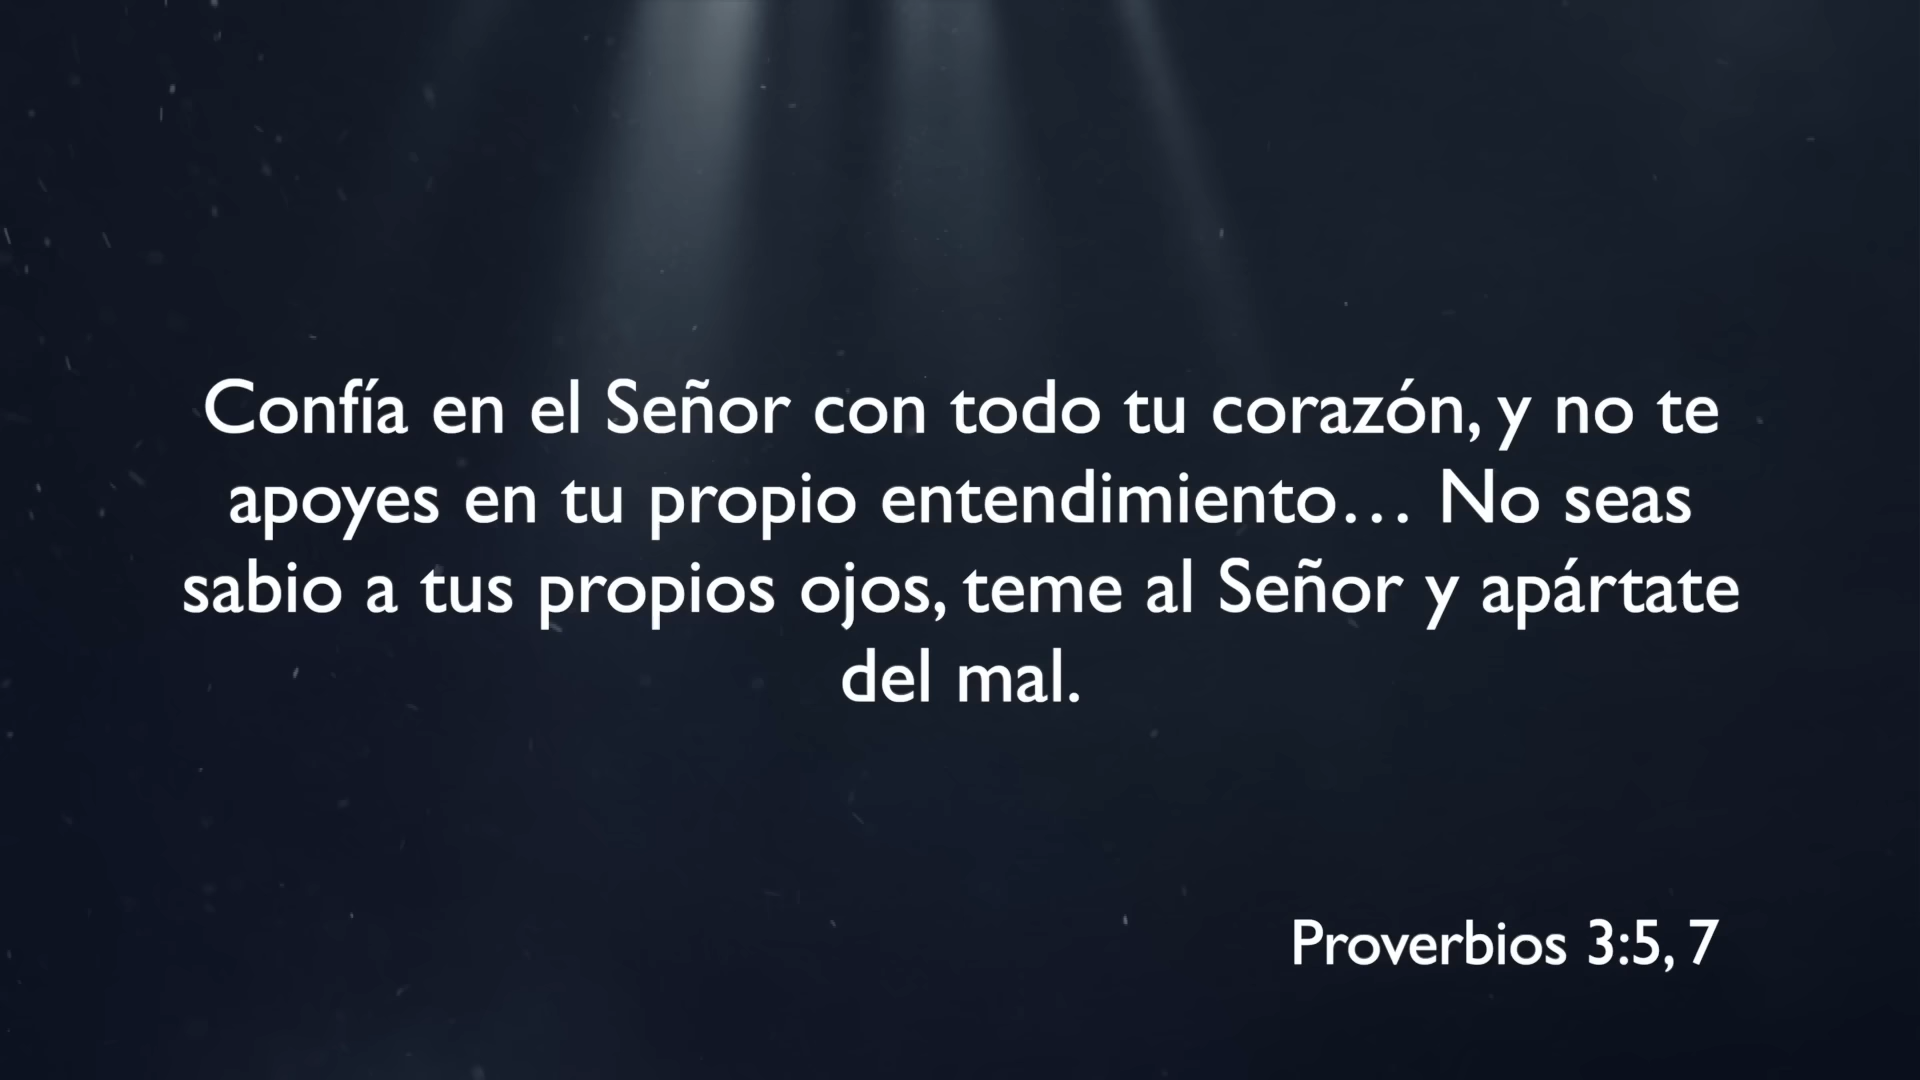 Confía en el Señor con todo tu corazón, y no te
apoyes en tu propio entendimiento… No seas
sabio a tus propios ojos, teme al Señor y apártate
del mal.
Proverbios 3:5, 7